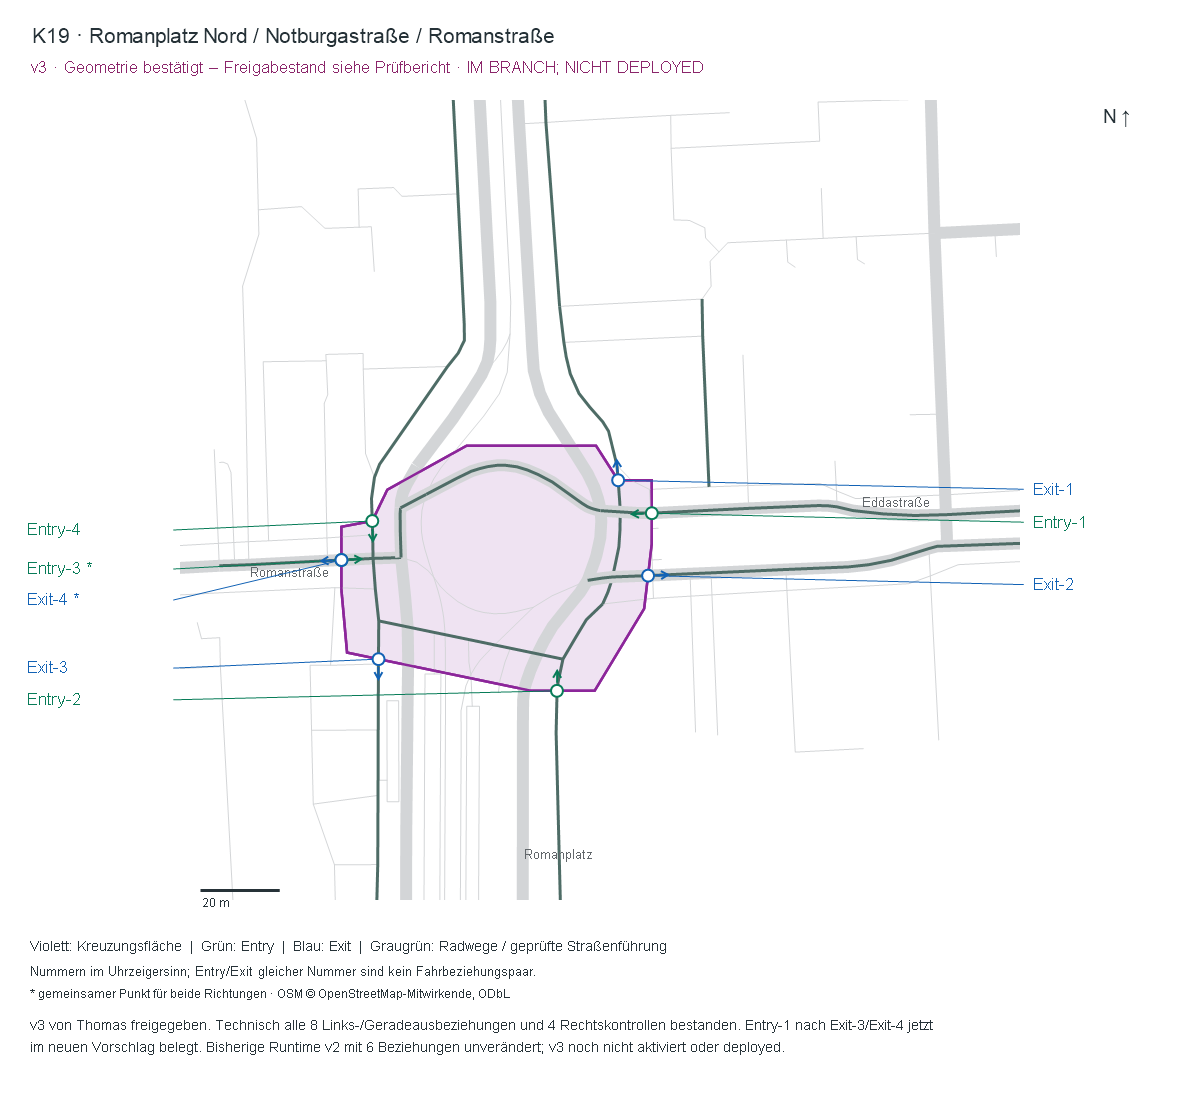 K19 · Romanplatz Nord / Notburgastraße / Romanstraße
v3 · Geometrie bestätigt – Freigabestand siehe Prüfbericht · IM BRANCH; NICHT DEPLOYED
N ↑
Exit-1
Eddastraße
Entry-1
Entry-4
Entry-3 *
Romanstraße
Exit-2
Exit-4 *
Exit-3
Entry-2
Romanplatz
20 m
Violett: Kreuzungsfläche | Grün: Entry | Blau: Exit | Graugrün: Radwege / geprüfte Straßenführung
Nummern im Uhrzeigersinn; Entry/Exit gleicher Nummer sind kein Fahrbeziehungspaar.
* gemeinsamer Punkt für beide Richtungen · OSM © OpenStreetMap-Mitwirkende, ODbL
v3 von Thomas freigegeben. Technisch alle 8 Links-/Geradeausbeziehungen und 4 Rechtskontrollen bestanden. Entry-1 nach Exit-3/Exit-4 jetzt
im neuen Vorschlag belegt. Bisherige Runtime v2 mit 6 Beziehungen unverändert; v3 noch nicht aktiviert oder deployed.